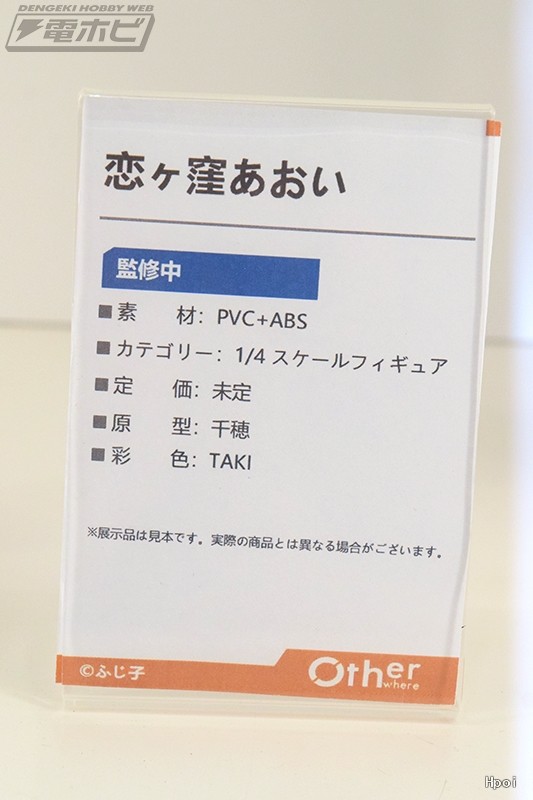 DENGEKI HOBBY WEB
電ホビ
恋ヶ窪あおい
監修中
■素　　材：PVC+ABS
■カテゴリー：1/4 スケールフィギュア
■定　　価：未定
■原　　型：千穂
■彩　　色：TAKI
※展示品は見本です。実際の商品とは異なる場合がございます。
©ふじ子
Other
where
Hpoi